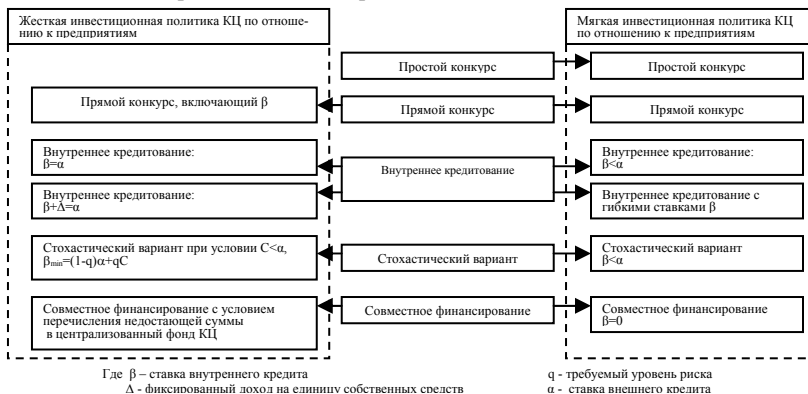 Жесткая инвестиционная политика КЦ по отноше-
нию к предприятиям
Мягкая инвестиционная политика КЦ
по отношению к предприятиям
Простой конкурс
Простой конкурс
Прямой конкурс, включающий β
Прямой конкурс
Прямой конкурс
Внутреннее кредитование:
β=α
Внутреннее кредитование
Внутреннее кредитование:
β<α
Внутреннее кредитование:
β+Δ=α
Внутреннее кредитование с
гибкими ставками β
Стохастический вариант при условии C<α,
βmin=(1-q)α+qC
Стохастический вариант
Стохастический вариант
β<α
Совместное финансирование с условием
перечисления недостающей суммы
в централизованный фонд КЦ
Совместное финансирование
Совместное финансирование
β=0
Где β – ставка внутреннего кредита
q - требуемый уровень риска
Δ - фиксированный доход на единицу собственных средств
α - ставка внешнего кредита